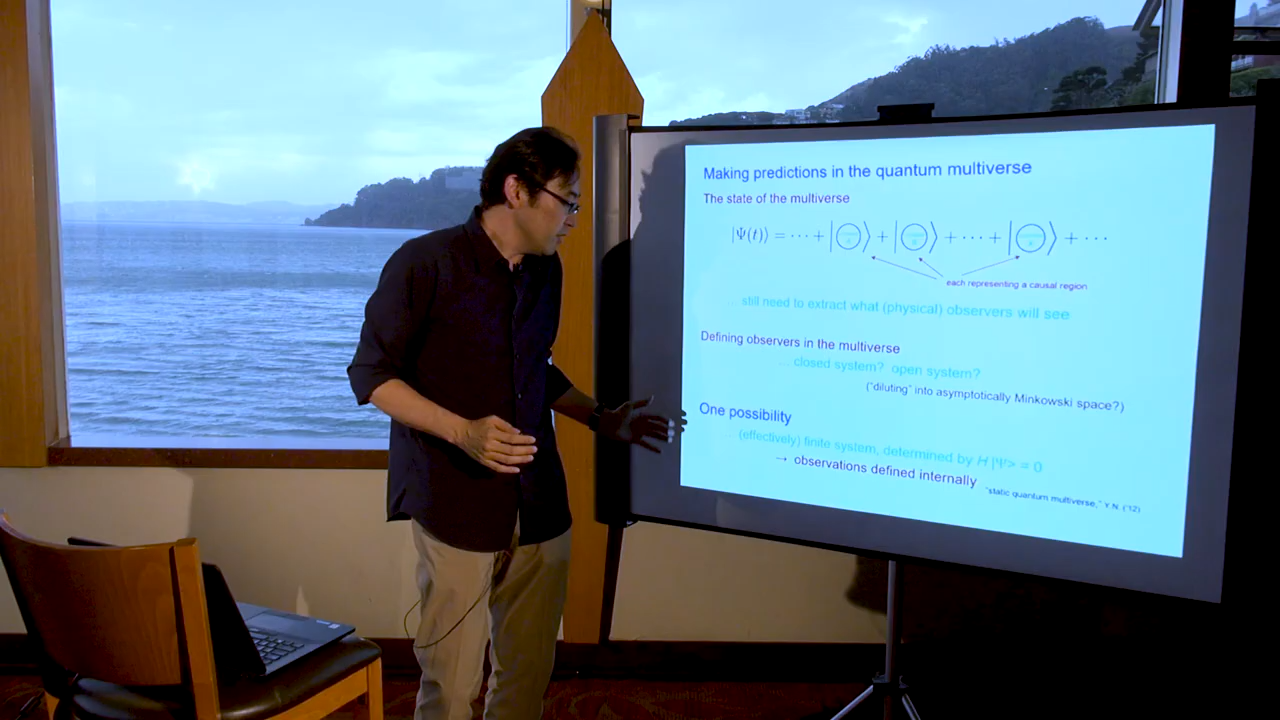 Making predictions in the quantum multiverse
The state of the multiverse
|Ψ(t)⟩ = ··· + | ⟩ + | ⟩ + ··· + | ⟩ + ···
each representing a causal region
... still need to extract what (physical) observers will see
Defining observers in the multiverse
... closed system? open system?
("diluting" into asymptotically Minkowski space?)
One possibility
(effectively) finite system, determined by H |Ψ> = 0
→ observations defined internally
"static quantum multiverse," Y.N. ('12)